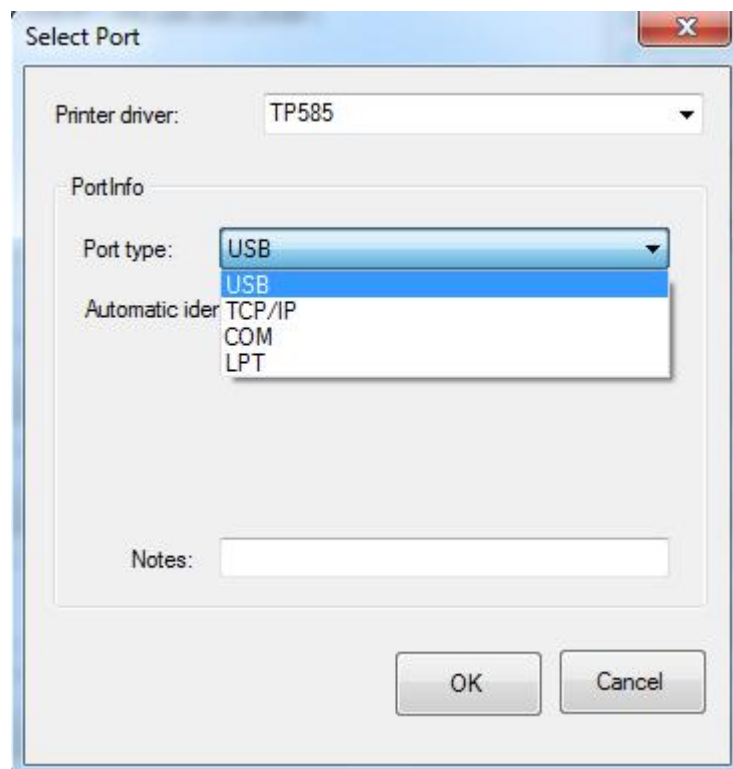 Select Port
Printer driver: TP585
PortInfo
Port type: USB
USB
Automatic ider TCP/IP
COM
LPT
Notes:
OK Cancel